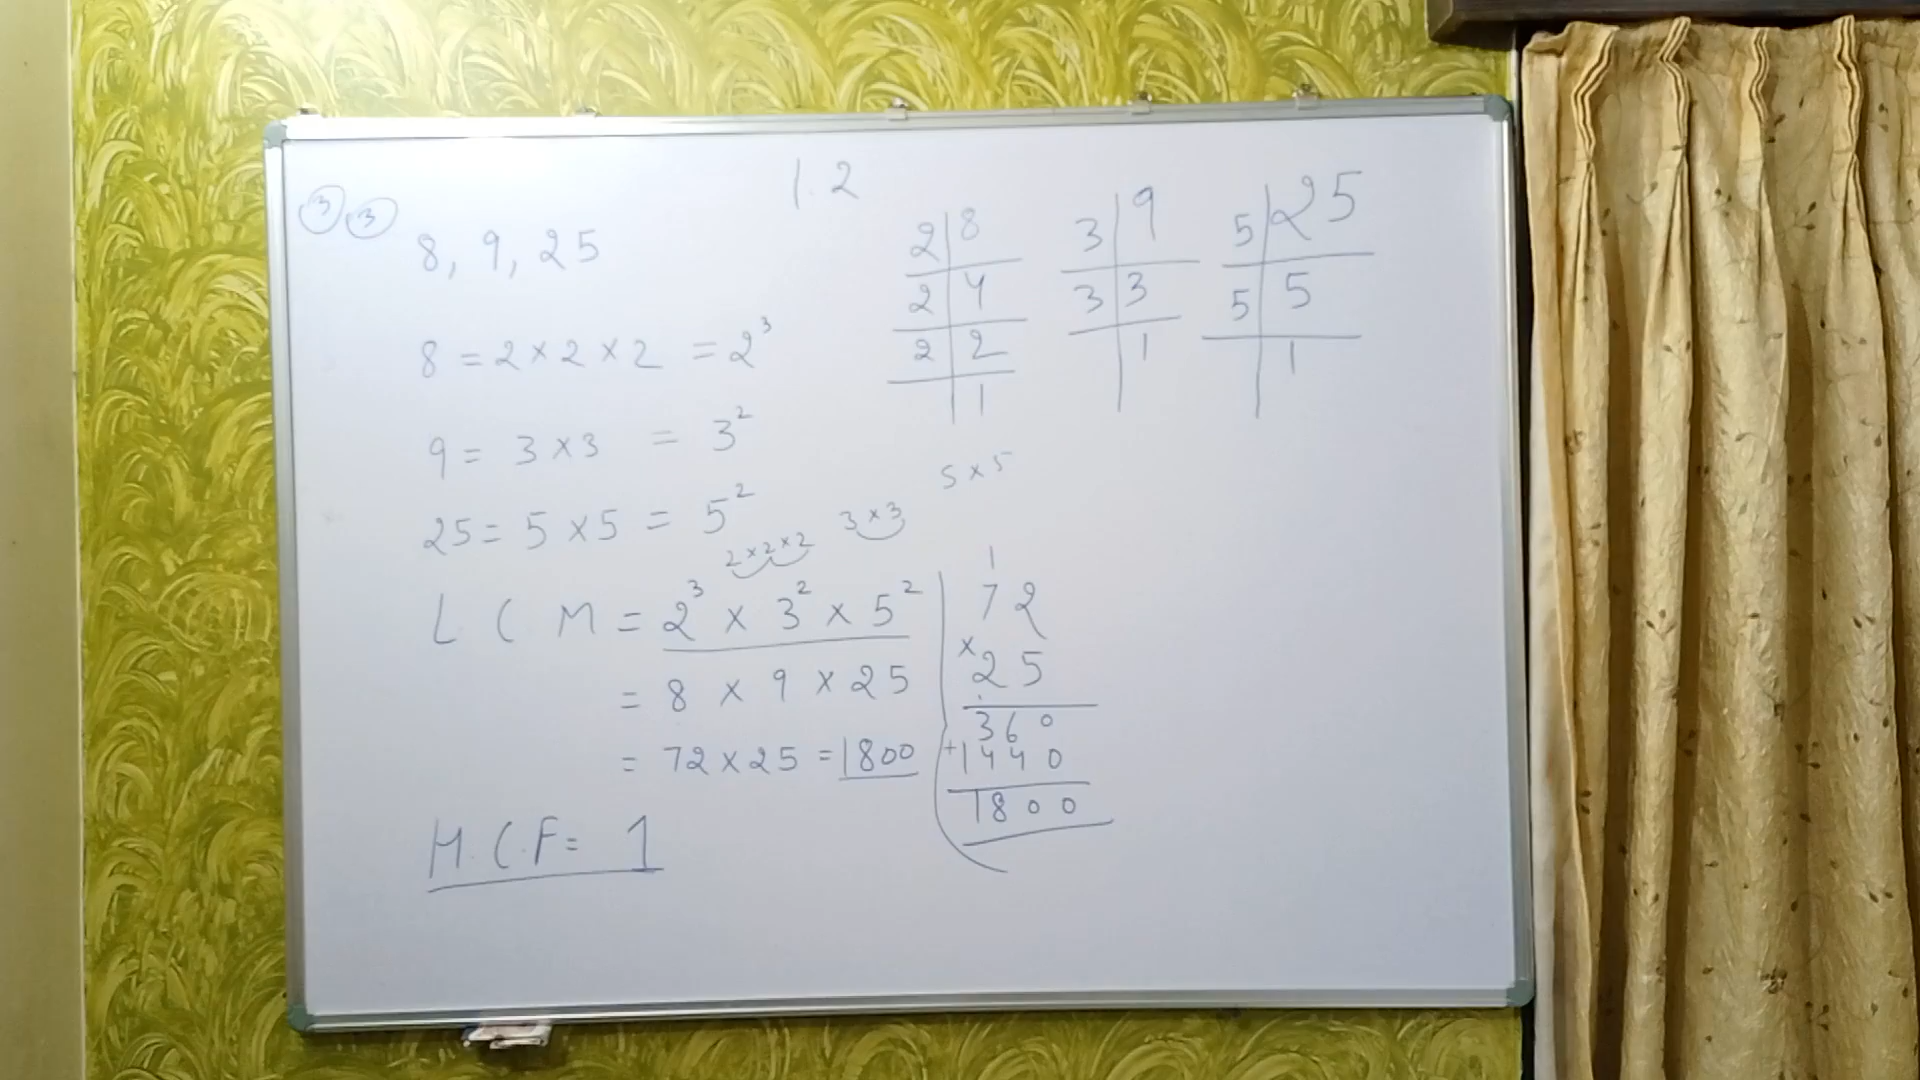 1.2
3 3
8, 9, 25
8 = 2 × 2 × 2 = 2³
9 = 3 × 3 = 3²
25 = 5 × 5 = 5²
2 × 2 × 2 3 × 3 5 × 5
L C M = 2³ × 3² × 5²
= 8 × 9 × 25
= 72 × 25 = 1800
H.C.F = 1
2 | 8
2 | 4
2 | 2
| 1
3 | 9
3 | 3
| 1
5 | 25
5 | 5
| 1
1
72
× 25
360
+1440
1800